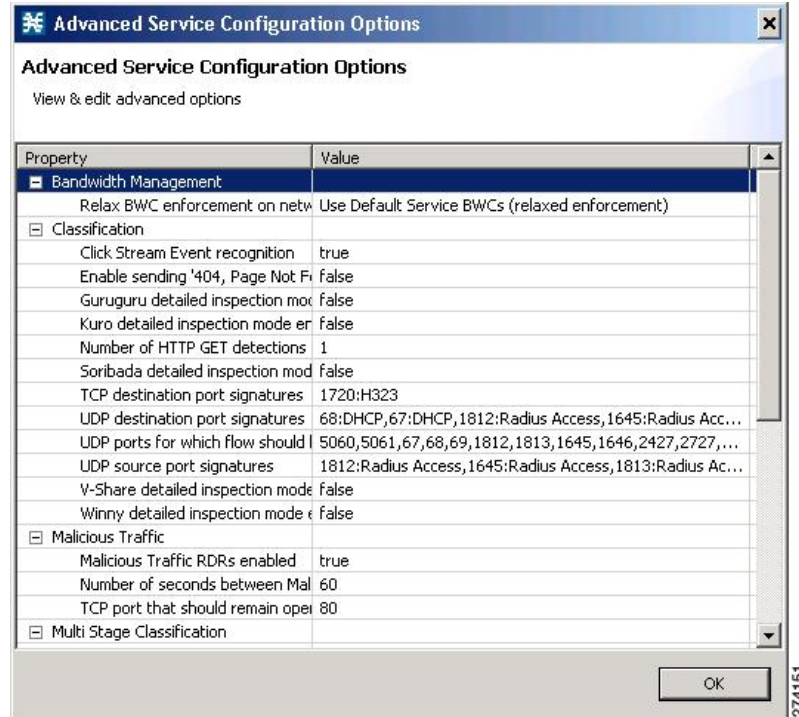 Advanced Service Configuration Options
Advanced Service Configuration Options
View & edit advanced options
Property Value
Bandwidth Management
Relax BWC enforcement on netw Use Default Service BWCs (relaxed enforcement)
Classification
Click Stream Event recognition true
Enable sending '404, Page Not F false
Guruguru detailed inspection mod false
Kuro detailed inspection mode er false
Number of HTTP GET detections 1
Soribada detailed inspection mod false
TCP destination port signatures 1720:H323
UDP destination port signatures 68:DHCP,67:DHCP,1812:Radius Access,1645:Radius Acc...
UDP ports for which flow should 5060,5061,67,68,69,1812,1813,1645,1646,2427,2727,...
UDP source port signatures 1812:Radius Access,1645:Radius Access,1813:Radius Ac...
V-Share detailed inspection mode false
Winny detailed inspection mode e false
Malicious Traffic
Malicious Traffic RDRs enabled true
Number of seconds between Mal 60
TCP port that should remain oper 80
Multi Stage Classification
OK
274151